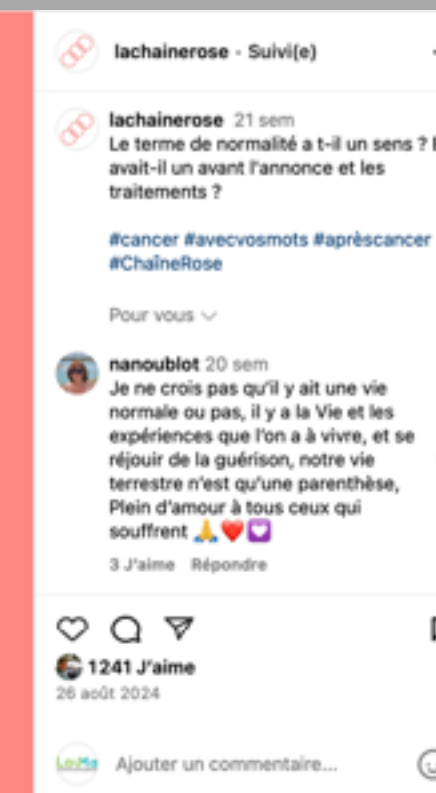 lachainerose · Suivi(e)
lachainerose 21 sem
Le terme de normalité a t-il un sens ?
avait-il un avant l'annonce et les
traitements ?
#cancer #avecvosmots #aprèscancer
#ChaîneRose
Pour vous
nanoublot 20 sem
Je ne crois pas qu'il y ait une vie
normale ou pas, il y a la Vie et les
expériences que l'on a à vivre, et se
réjouir de la guérison, notre vie
terrestre n'est qu'une parenthèse,
Plein d'amour à tous ceux qui
souffrent 🙏❤️💟
3 J'aime Répondre
1241 J'aime
26 août 2024
Ajouter un commentaire...